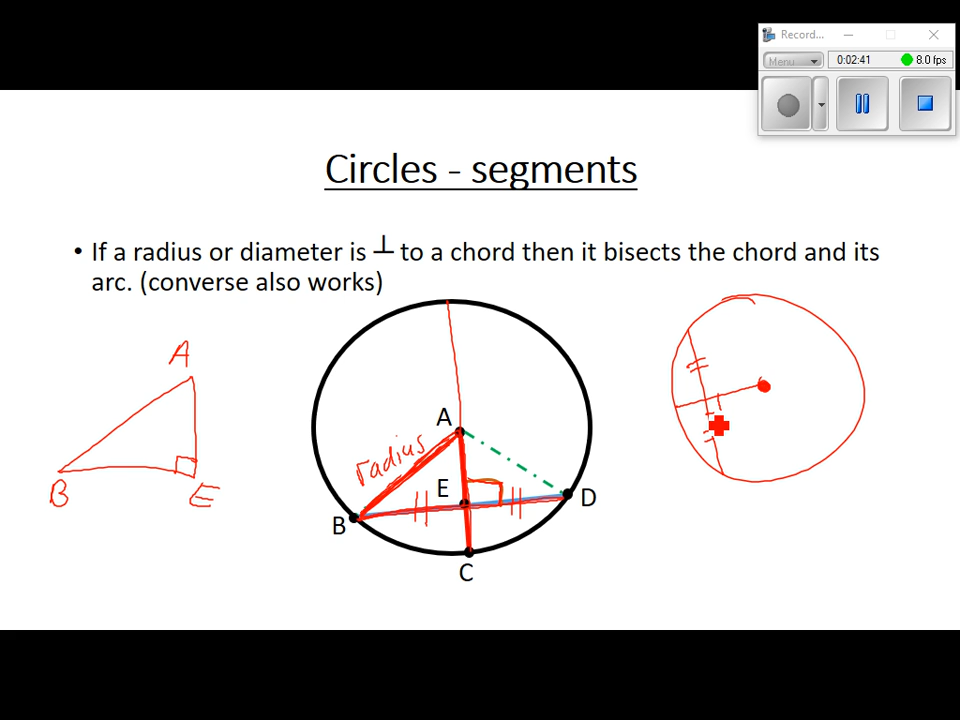 Record...
Menu
0:02:41
8.0 fps
Circles - segments
• If a radius or diameter is ⊥ to a chord then it bisects the chord and its
arc. (converse also works)
A
B
E
radius
A
E
B
D
C